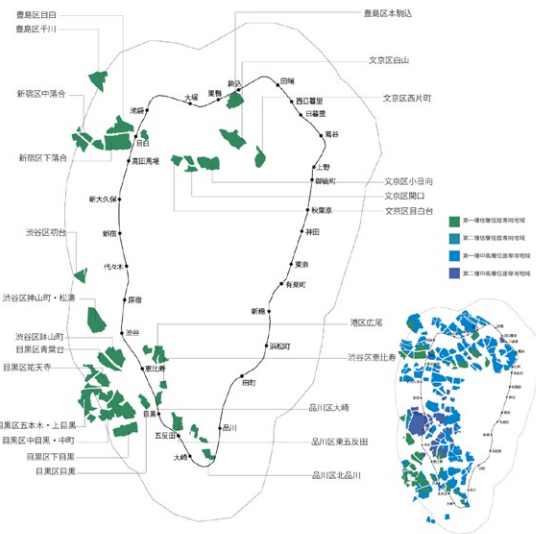 豊島区目白
豊島区千川
豊島区本駒込
文京区白山
文京区西片町
新宿区中落合
新宿区下落合
文京区小日向
文京区関口
文京区目白台
渋谷区初台
渋谷区神山町・松濤
渋谷区鉢山町
目黒区青葉台
目黒区祐天寺
目黒区五本木・上目黒
目黒区中目黒・中町
目黒区下目黒
目黒区目黒
港区広尾
渋谷区恵比寿
品川区大崎
品川区東五反田
品川区北品川
駒込
巣鴨
大塚
池袋
目白
高田馬場
新大久保
新宿
代々木
原宿
渋谷
恵比寿
目黒
五反田
大崎
品川
田町
浜松町
新橋
有楽町
東京
神田
秋葉原
御徒町
上野
鶯谷
日暮里
西日暮里
田端
第一種低層住居専用地域
第二種低層住居専用地域
第一種中高層住居専用地域
第二種中高層住居専用地域